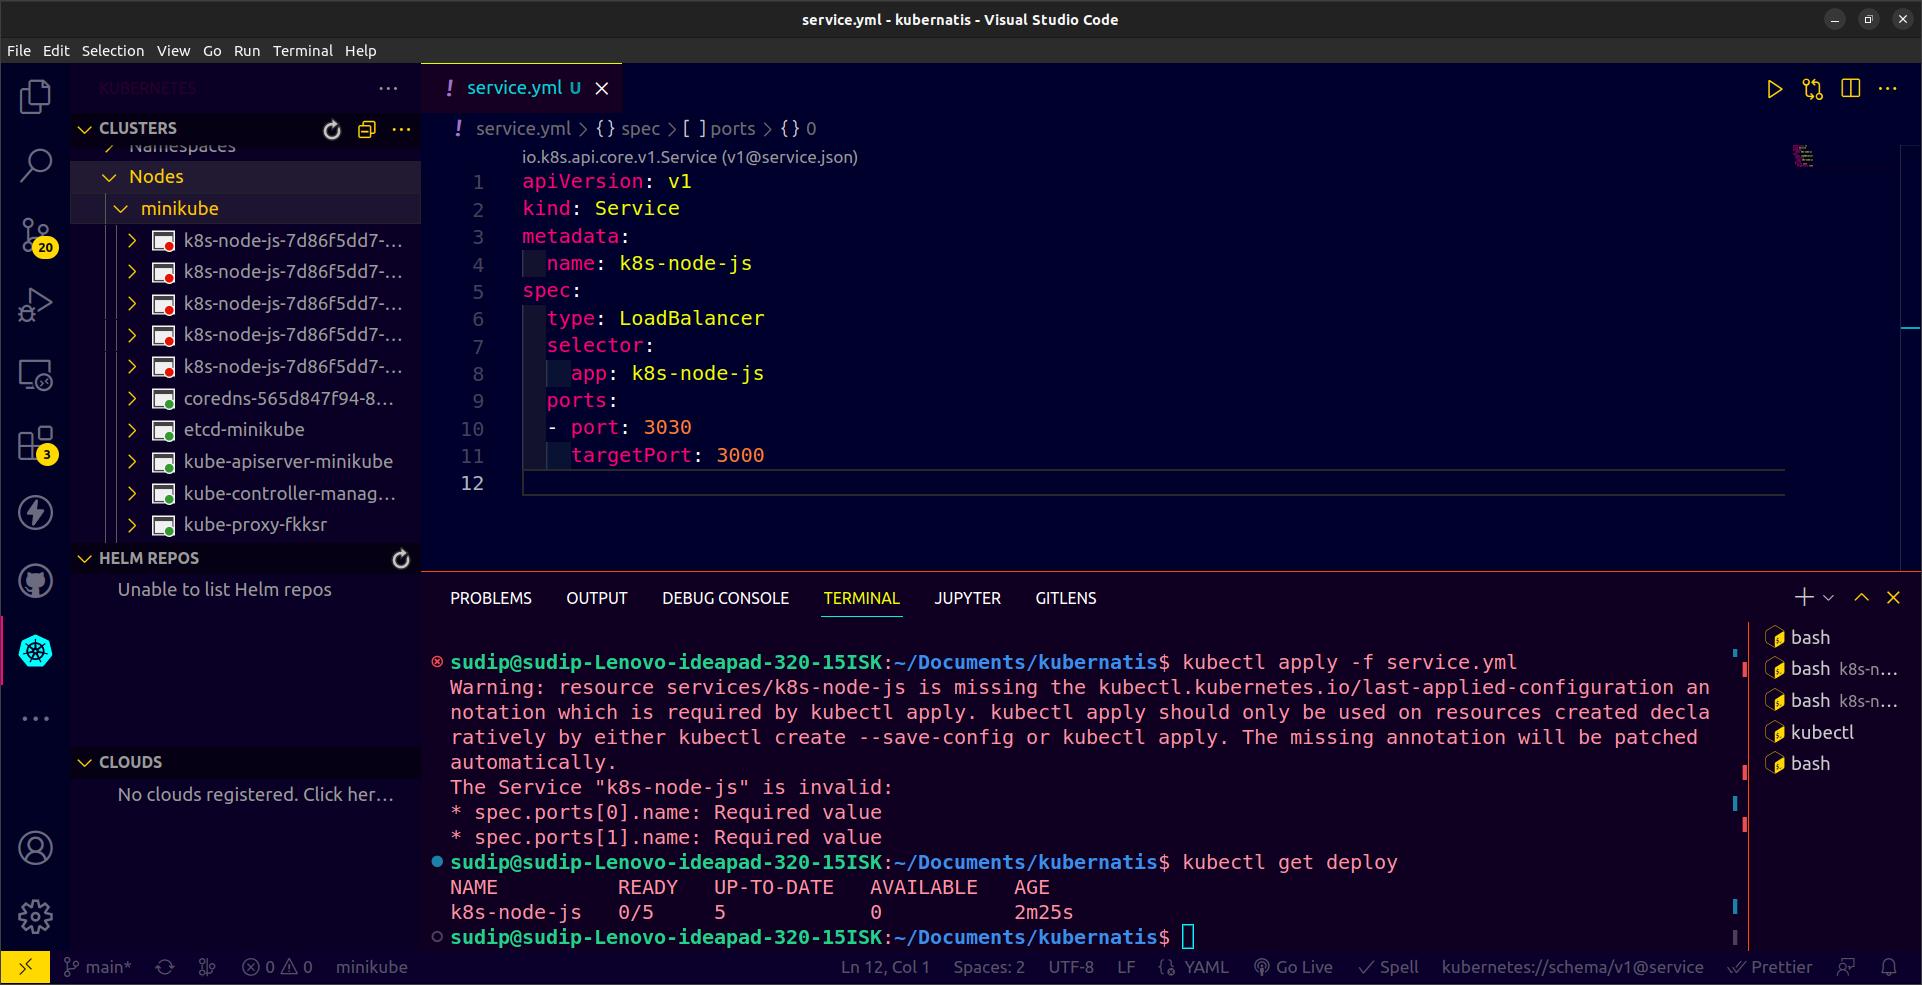 service.yml - kubernatis - Visual Studio Code
File Edit Selection View Go Run Terminal Help
KUBERNETES
CLUSTERS
Namespaces
Nodes
minikube
k8s-node-js-7d86f5dd7-...
k8s-node-js-7d86f5dd7-...
k8s-node-js-7d86f5dd7-...
k8s-node-js-7d86f5dd7-...
k8s-node-js-7d86f5dd7-...
coredns-565d847f94-8...
etcd-minikube
kube-apiserver-minikube
kube-controller-manag...
kube-proxy-fkksr
HELM REPOS
Unable to list Helm repos
CLOUDS
No clouds registered. Click her...
20
3
! service.yml U
! service.yml > {} spec > [ ] ports > {} 0
io.k8s.api.core.v1.Service (v1@service.json)
1 apiVersion: v1
2 kind: Service
3 metadata:
4   name: k8s-node-js
5 spec:
6   type: LoadBalancer
7   selector:
8     app: k8s-node-js
9   ports:
10   - port: 3030
11     targetPort: 3000
12
PROBLEMS OUTPUT DEBUG CONSOLE TERMINAL JUPYTER GITLENS
sudip@sudip-Lenovo-ideapad-320-15ISK:~/Documents/kubernatis$ kubectl apply -f service.yml
Warning: resource services/k8s-node-js is missing the kubectl.kubernetes.io/last-applied-configuration an
notation which is required by kubectl apply. kubectl apply should only be used on resources created decla
ratively by either kubectl create --save-config or kubectl apply. The missing annotation will be patched
automatically.
The Service "k8s-node-js" is invalid:
* spec.ports[0].name: Required value
* spec.ports[1].name: Required value
sudip@sudip-Lenovo-ideapad-320-15ISK:~/Documents/kubernatis$ kubectl get deploy
NAME          READY   UP-TO-DATE   AVAILABLE   AGE
k8s-node-js   0/5     5            0           2m25s
sudip@sudip-Lenovo-ideapad-320-15ISK:~/Documents/kubernatis$
bash
bash k8s-n...
bash k8s-n...
kubectl
bash
main* 0 0 minikube Ln 12, Col 1 Spaces: 2 UTF-8 LF {} YAML Go Live Spell kubernetes://schema/v1@service Prettier